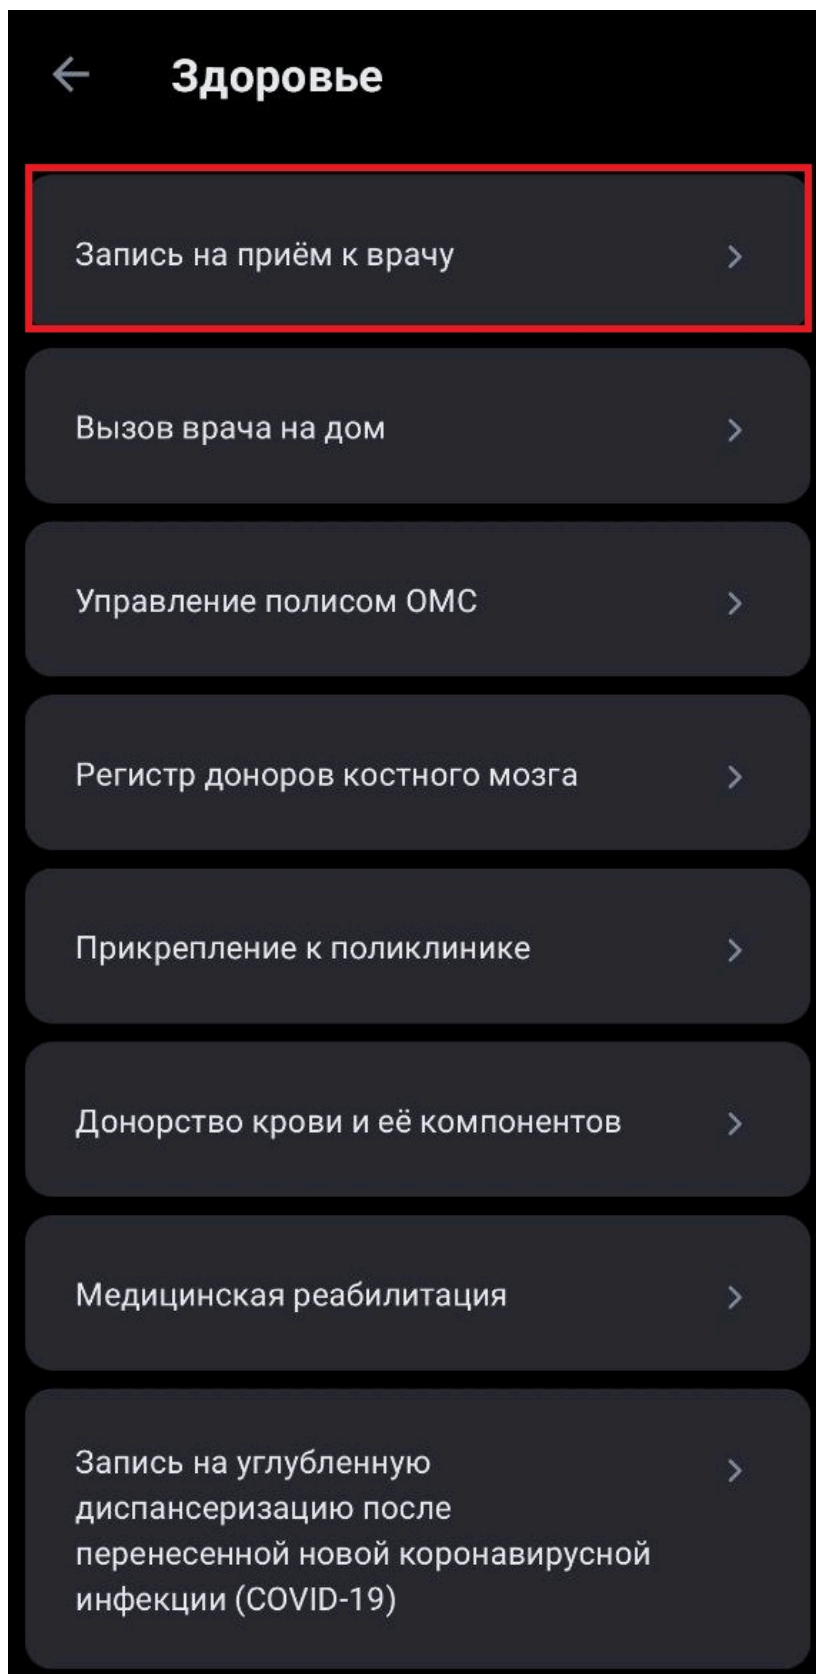 Здоровье
Запись на приём к врачу
Вызов врача на дом
Управление полисом ОМС
Регистр доноров костного мозга
Прикрепление к поликлинике
Донорство крови и её компонентов
Медицинская реабилитация
Запись на углубленную
диспансеризацию после
перенесенной новой коронавирусной
инфекции (COVID-19)